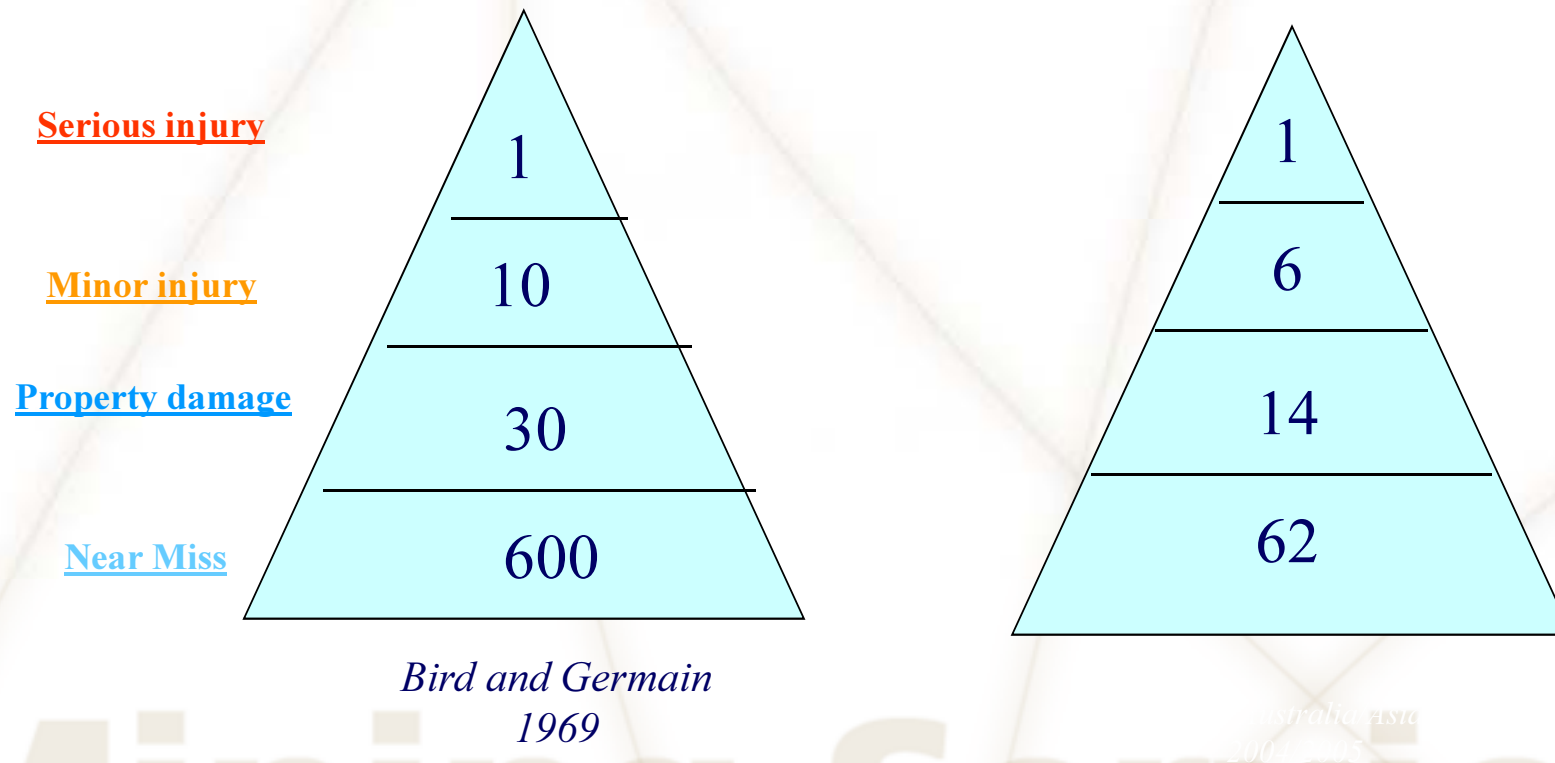 Serious injury
Minor injury
Property damage
Near Miss
1
10
30
600
Bird and Germain
1969
1
6
14
62